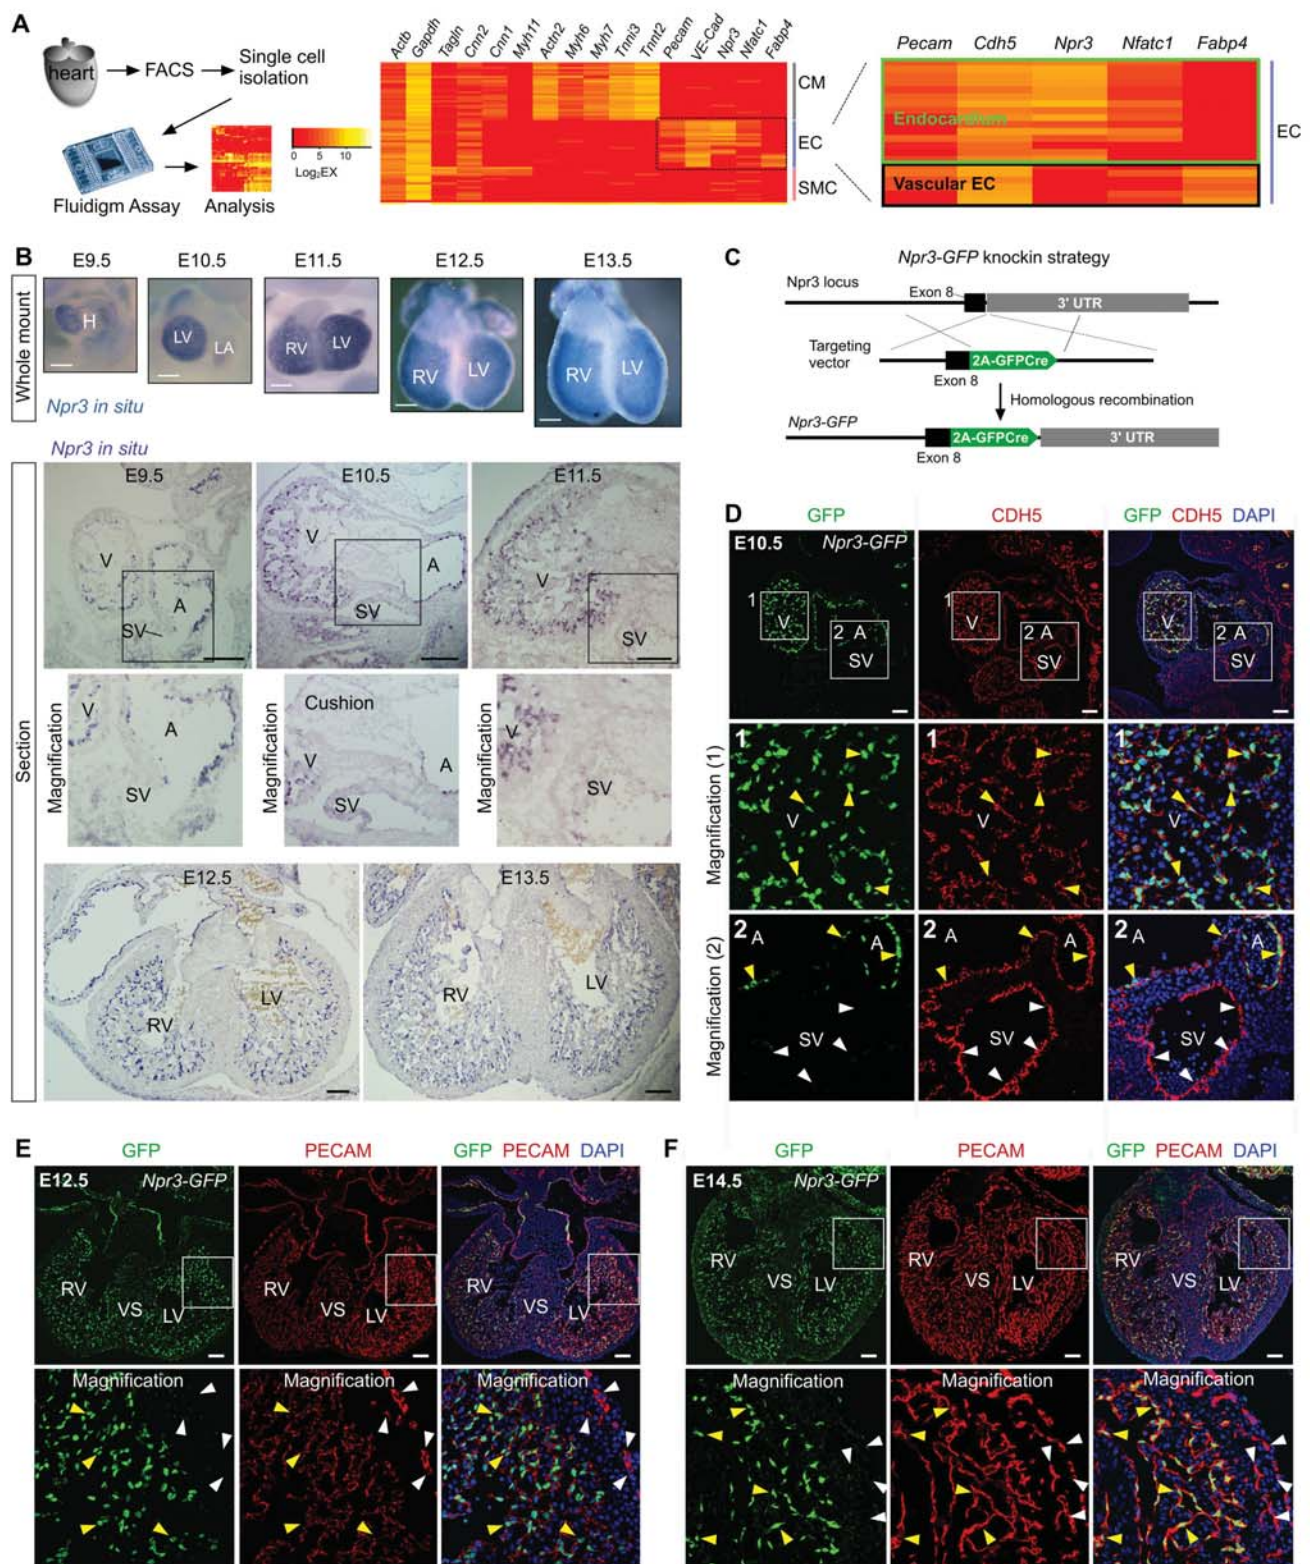 A
heart
FACS
Single cell
isolation
Fluidigm Assay
Analysis
0 10
Log₂EX
Actb Gapdh Tagln Cnn2 Cnn1 Myh11 Actn2 Myh6 Myh7 Tnni3 Tnnt2 Pecam VE-Cad Npr3 Nfatc1 Fabp4
CM
EC
SMC
Pecam Cdh5 Npr3 Nfatc1 Fabp4
Endocardium
Vascular EC
EC
B
Whole mount
E9.5 E10.5 E11.5 E12.5 E13.5
H
LV LA
RV LV
RV LV
RV LV
Npr3 in situ
Npr3 in situ
Section
E9.5 E10.5 E11.5
V A SV
V A SV
V SV
Magnification
V A SV
Magnification
Cushion
V A SV
Magnification
V SV
E12.5 E13.5
RV LV
RV LV
C
Npr3-GFP knockin strategy
Npr3 locus
Exon 8
3' UTR
Targeting
vector
2A-GFPCre
Exon 8
Homologous recombination
Npr3-GFP
2A-GFPCre 3' UTR
Exon 8
D
GFP CDH5 GFP CDH5 DAPI
E10.5 Npr3-GFP
1 V 2 A SV
1 V 2 A SV
V 2 A SV
Magnification (1)
1 V
1 V
1 V
Magnification (2)
2 A A SV
2 A A SV
2 A A SV
E
GFP PECAM GFP PECAM DAPI
E12.5 Npr3-GFP
RV VS LV
RV VS LV
RV VS LV
Magnification Magnification Magnification
F
GFP PECAM GFP PECAM DAPI
E14.5 Npr3-GFP
RV VS LV
RV VS LV
RV VS LV
Magnification Magnification Magnification